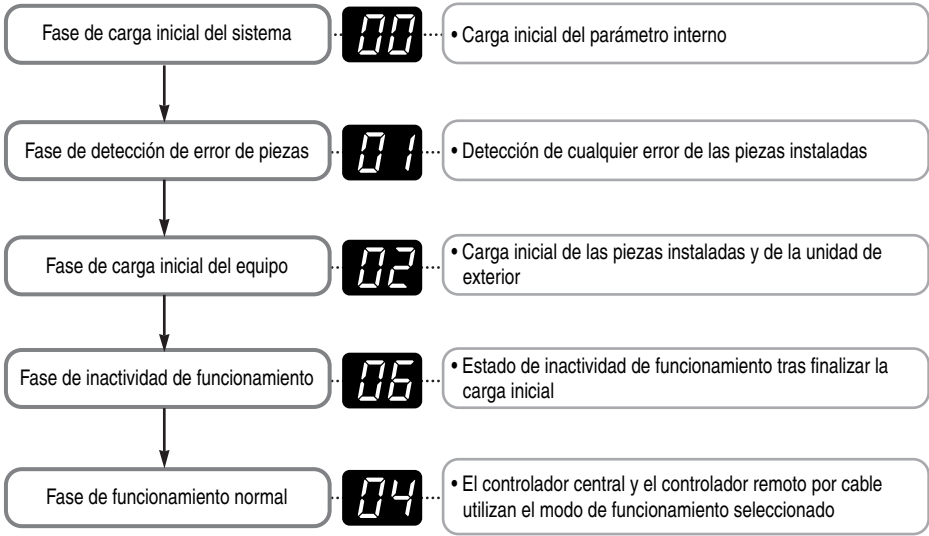 Fase de carga inicial del sistema
00
• Carga inicial del parámetro interno
Fase de detección de error de piezas
01
• Detección de cualquier error de las piezas instaladas
Fase de carga inicial del equipo
02
• Carga inicial de las piezas instaladas y de la unidad de
exterior
Fase de inactividad de funcionamiento
06
• Estado de inactividad de funcionamiento tras finalizar la
carga inicial
Fase de funcionamiento normal
04
• El controlador central y el controlador remoto por cable
utilizan el modo de funcionamiento seleccionado